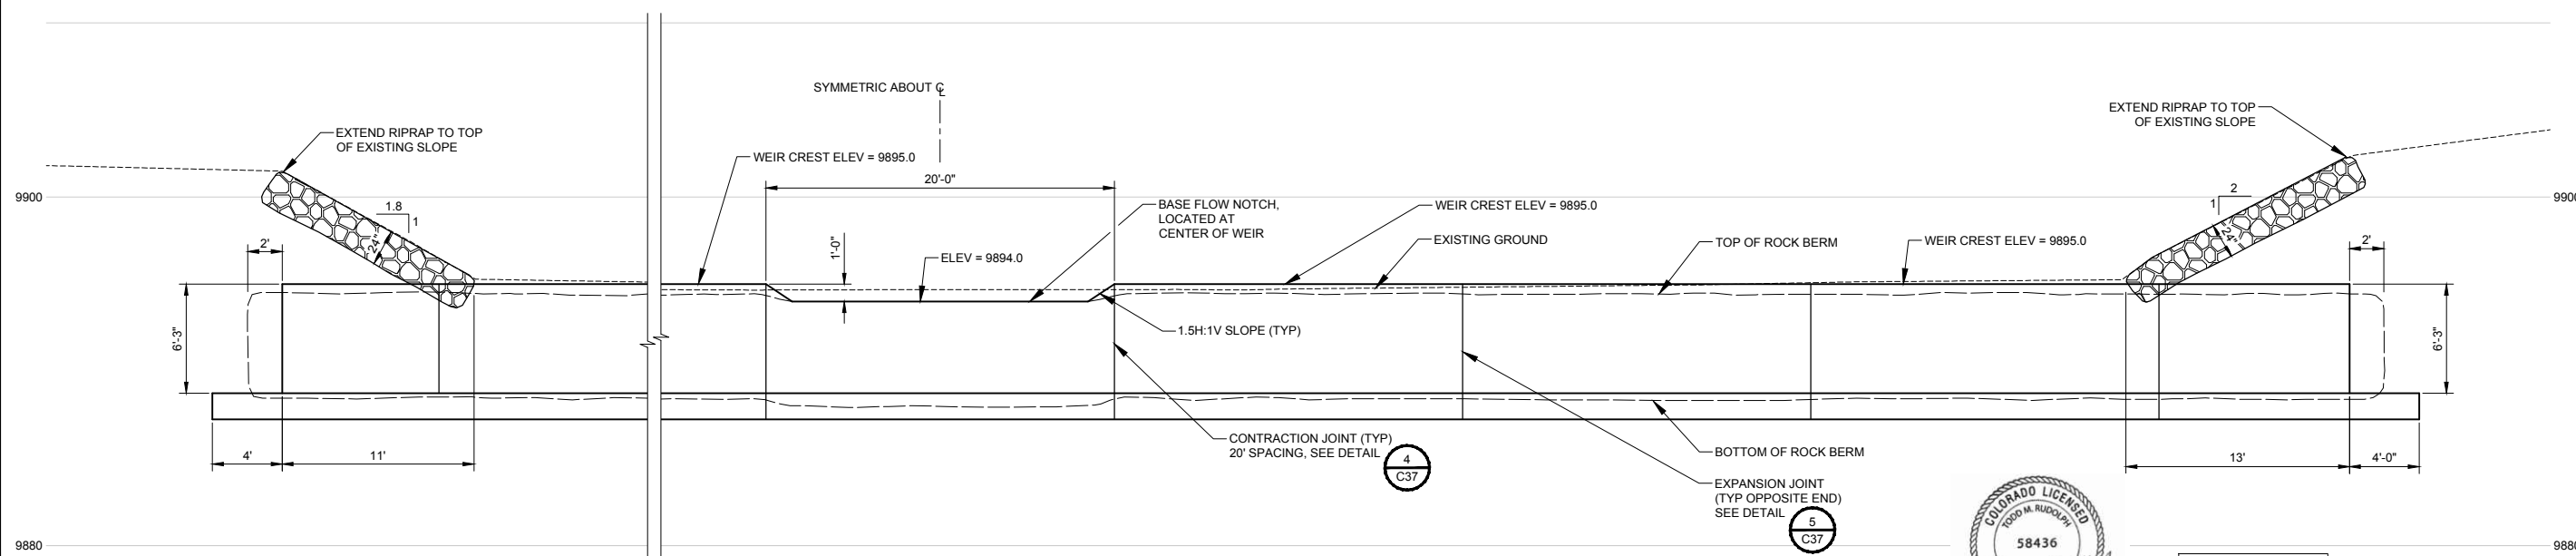 SYMMETRIC ABOUT ℄
EXTEND RIPRAP TO TOP
OF EXISTING SLOPE
EXTEND RIPRAP TO TOP
OF EXISTING SLOPE
WEIR CREST ELEV = 9895.0
20'-0"
9900
9900
1.8
1
24"
2
1
24"
BASE FLOW NOTCH,
LOCATED AT
CENTER OF WEIR
WEIR CREST ELEV = 9895.0
EXISTING GROUND
TOP OF ROCK BERM
WEIR CREST ELEV = 9895.0
2'
2'
1'-0"
ELEV = 9894.0
1.5H:1V SLOPE (TYP)
6'-3"
6'-3"
4'
11'
CONTRACTION JOINT (TYP)
20' SPACING, SEE DETAIL
4
C37
BOTTOM OF ROCK BERM
13'
4'-0"
EXPANSION JOINT
(TYP OPPOSITE END)
SEE DETAIL
5
C37
COLORADO LICENSED
TODD M. RUDOLPH
58436
9880
9880